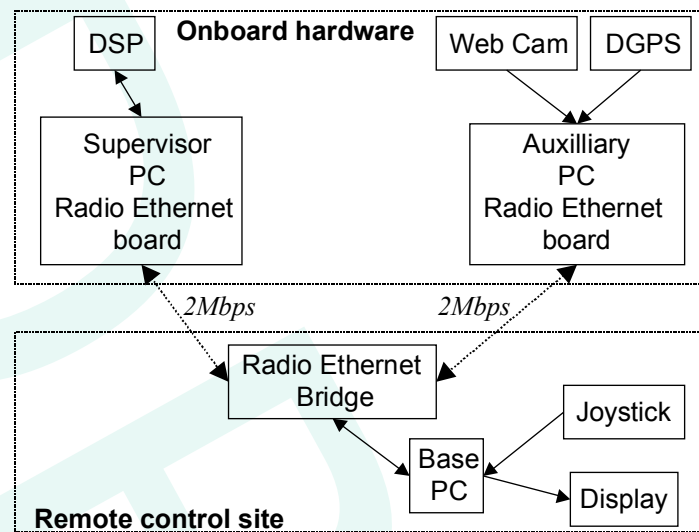 Onboard hardware
DSP
Web Cam
DGPS
Supervisor
PC
Radio Ethernet
board
Auxilliary
PC
Radio Ethernet
board
2Mbps
2Mbps
Radio Ethernet
Bridge
Joystick
Base
PC
Display
Remote control site